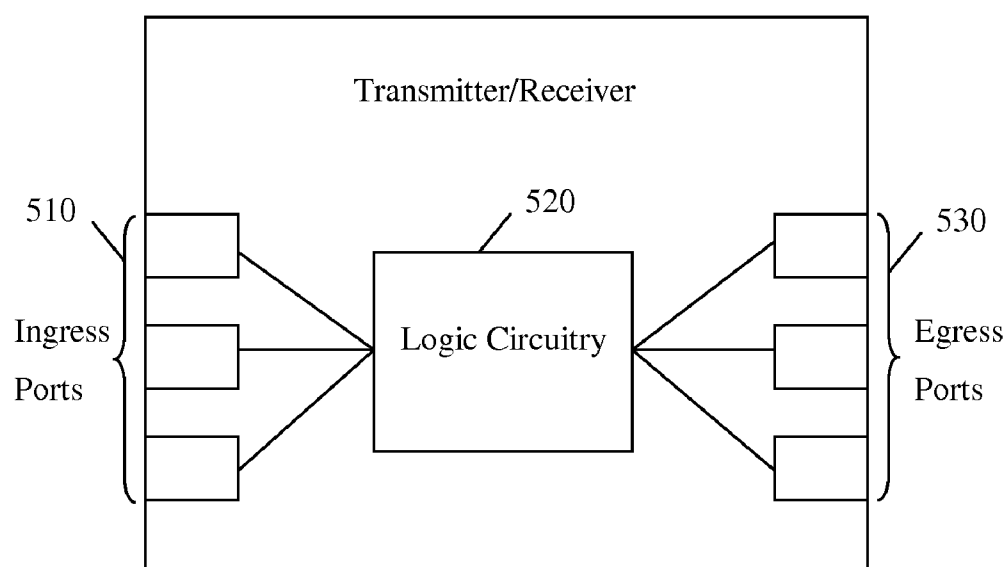 Transmitter/Receiver
510
520
530
Ingress
Ports
Logic Circuitry
Egress
Ports